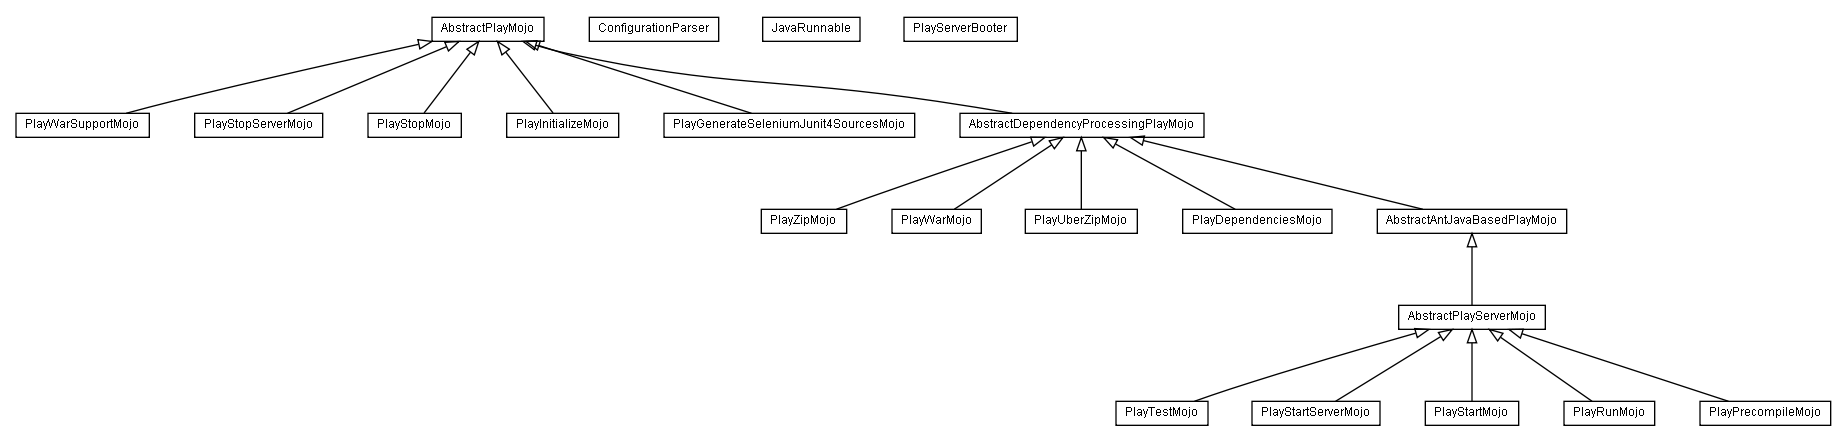 AbstractPlayMojo
ConfigurationParser
JavaRunnable
PlayServerBooter
PlayWarSupportMojo
PlayStopServerMojo
PlayStopMojo
PlayInitializeMojo
PlayGenerateSeleniumJunit4SourcesMojo
AbstractDependencyProcessingPlayMojo
PlayZipMojo
PlayWarMojo
PlayUberZipMojo
PlayDependenciesMojo
AbstractAntJavaBasedPlayMojo
AbstractPlayServerMojo
PlayTestMojo
PlayStartServerMojo
PlayStartMojo
PlayRunMojo
PlayPrecompileMojo